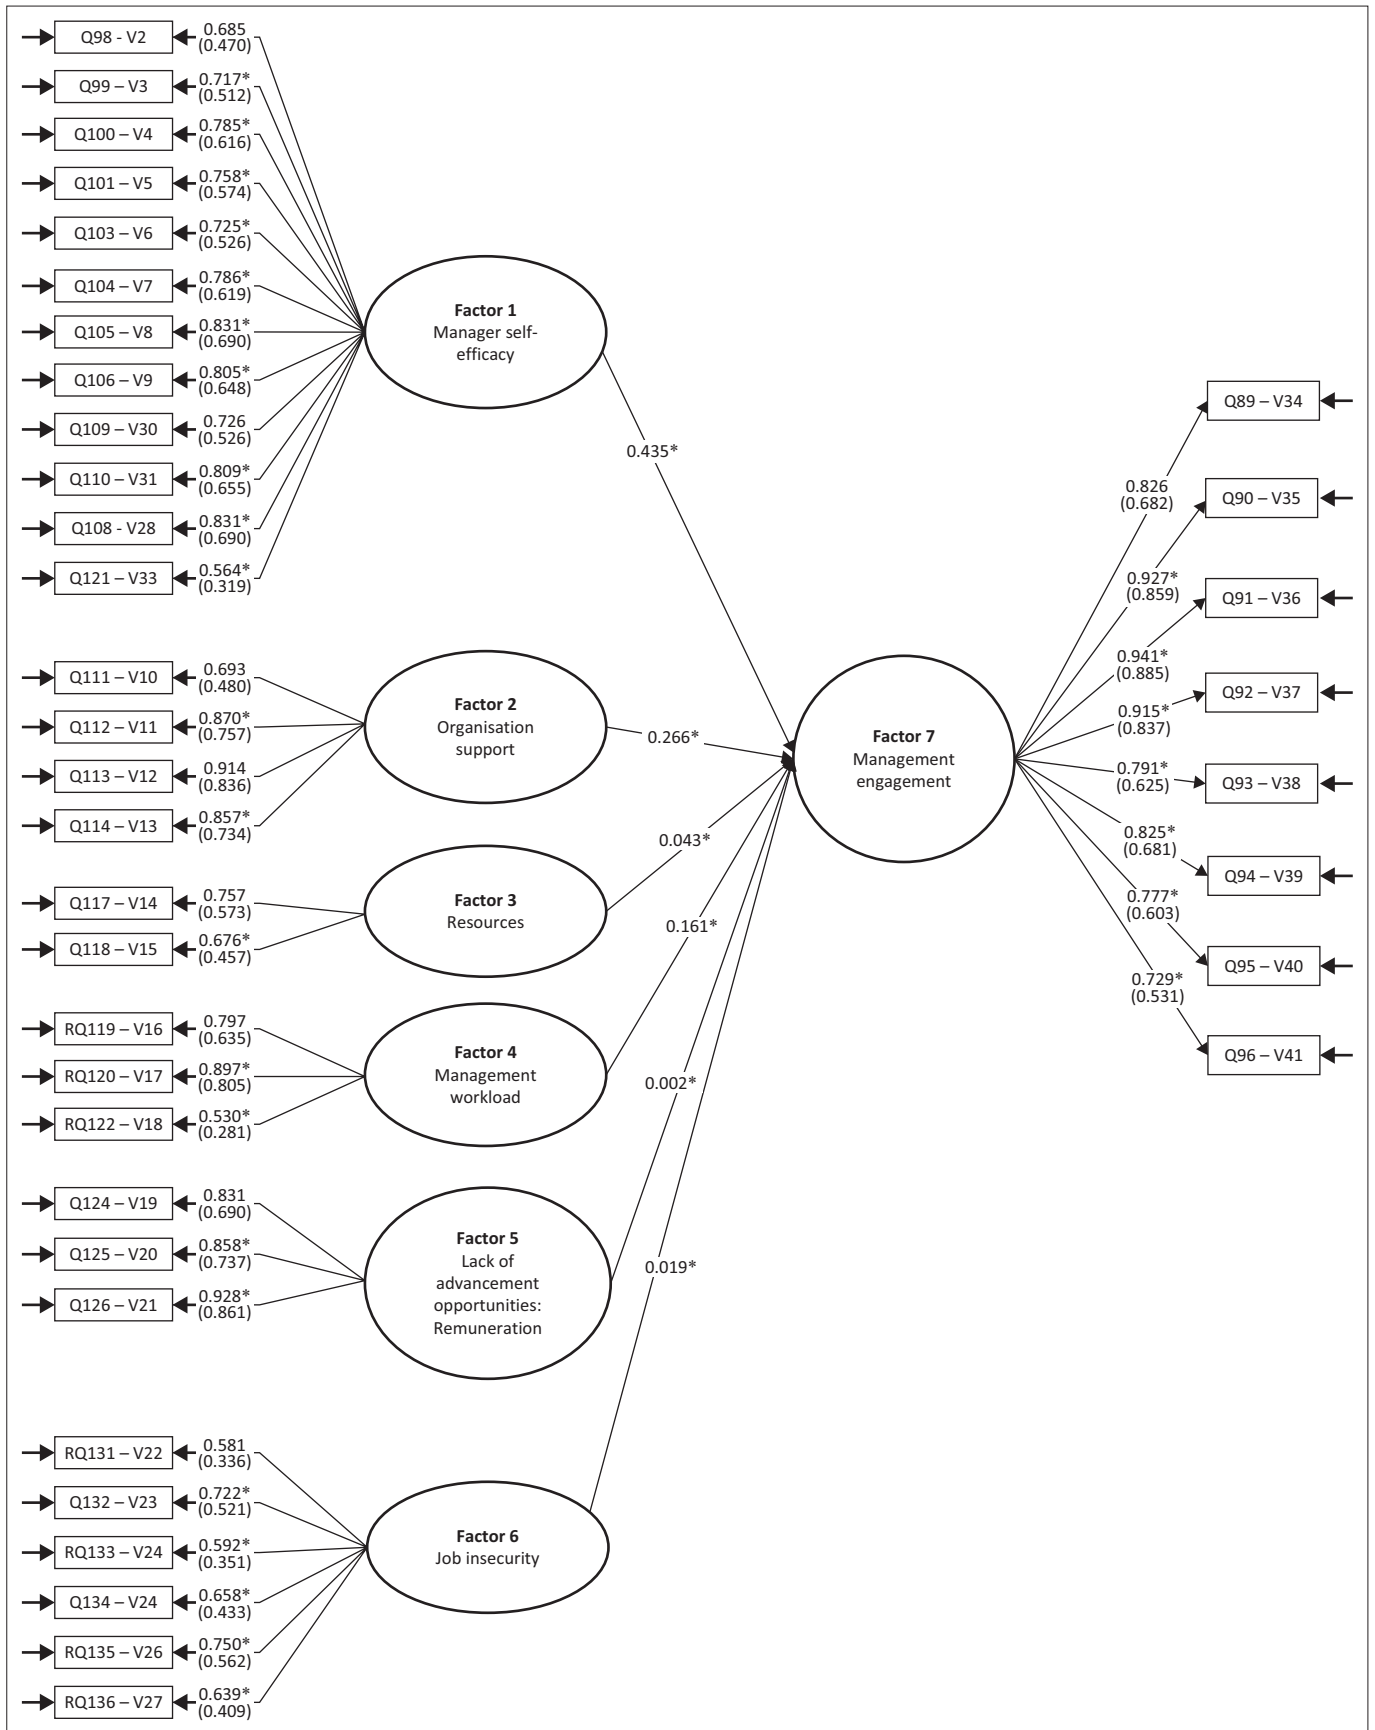 Q98 - V2
0.685
(0.470)
Q99 – V3
0.717*
(0.512)
Q100 – V4
0.785*
(0.616)
Q101 – V5
0.758*
(0.574)
Q103 – V6
0.725*
(0.526)
Q104 – V7
0.786*
(0.619)
Q105 – V8
0.831*
(0.690)
Q106 – V9
0.805*
(0.648)
Q109 – V30
0.726
(0.526)
Q110 – V31
0.809*
(0.655)
Q108 - V28
0.831*
(0.690)
Q121 – V33
0.564*
(0.319)
Factor 1
Manager self-
efficacy
0.435*
Q111 – V10
0.693
(0.480)
Q112 – V11
0.870*
(0.757)
Q113 – V12
0.914
(0.836)
Q114 – V13
0.857*
(0.734)
Factor 2
Organisation
support
0.266*
Q117 – V14
0.757
(0.573)
Q118 – V15
0.676*
(0.457)
Factor 3
Resources
0.043*
RQ119 – V16
0.797
(0.635)
RQ120 – V17
0.897*
(0.805)
RQ122 – V18
0.530*
(0.281)
Factor 4
Management
workload
0.161*
Q124 – V19
0.831
(0.690)
Q125 – V20
0.858*
(0.737)
Q126 – V21
0.928*
(0.861)
Factor 5
Lack of
advancement
opportunities:
Remuneration
0.002*
RQ131 – V22
0.581
(0.336)
Q132 – V23
0.722*
(0.521)
RQ133 – V24
0.592*
(0.351)
Q134 – V24
0.658*
(0.433)
RQ135 – V26
0.750*
(0.562)
RQ136 – V27
0.639*
(0.409)
Factor 6
Job insecurity
0.019*
Factor 7
Management
engagement
0.826
(0.682)
Q89 – V34
0.927*
(0.859)
Q90 – V35
0.941*
(0.885)
Q91 – V36
0.915*
(0.837)
Q92 – V37
0.791*
(0.625)
Q93 – V38
0.825*
(0.681)
Q94 – V39
0.777*
(0.603)
Q95 – V40
0.729*
(0.531)
Q96 – V41